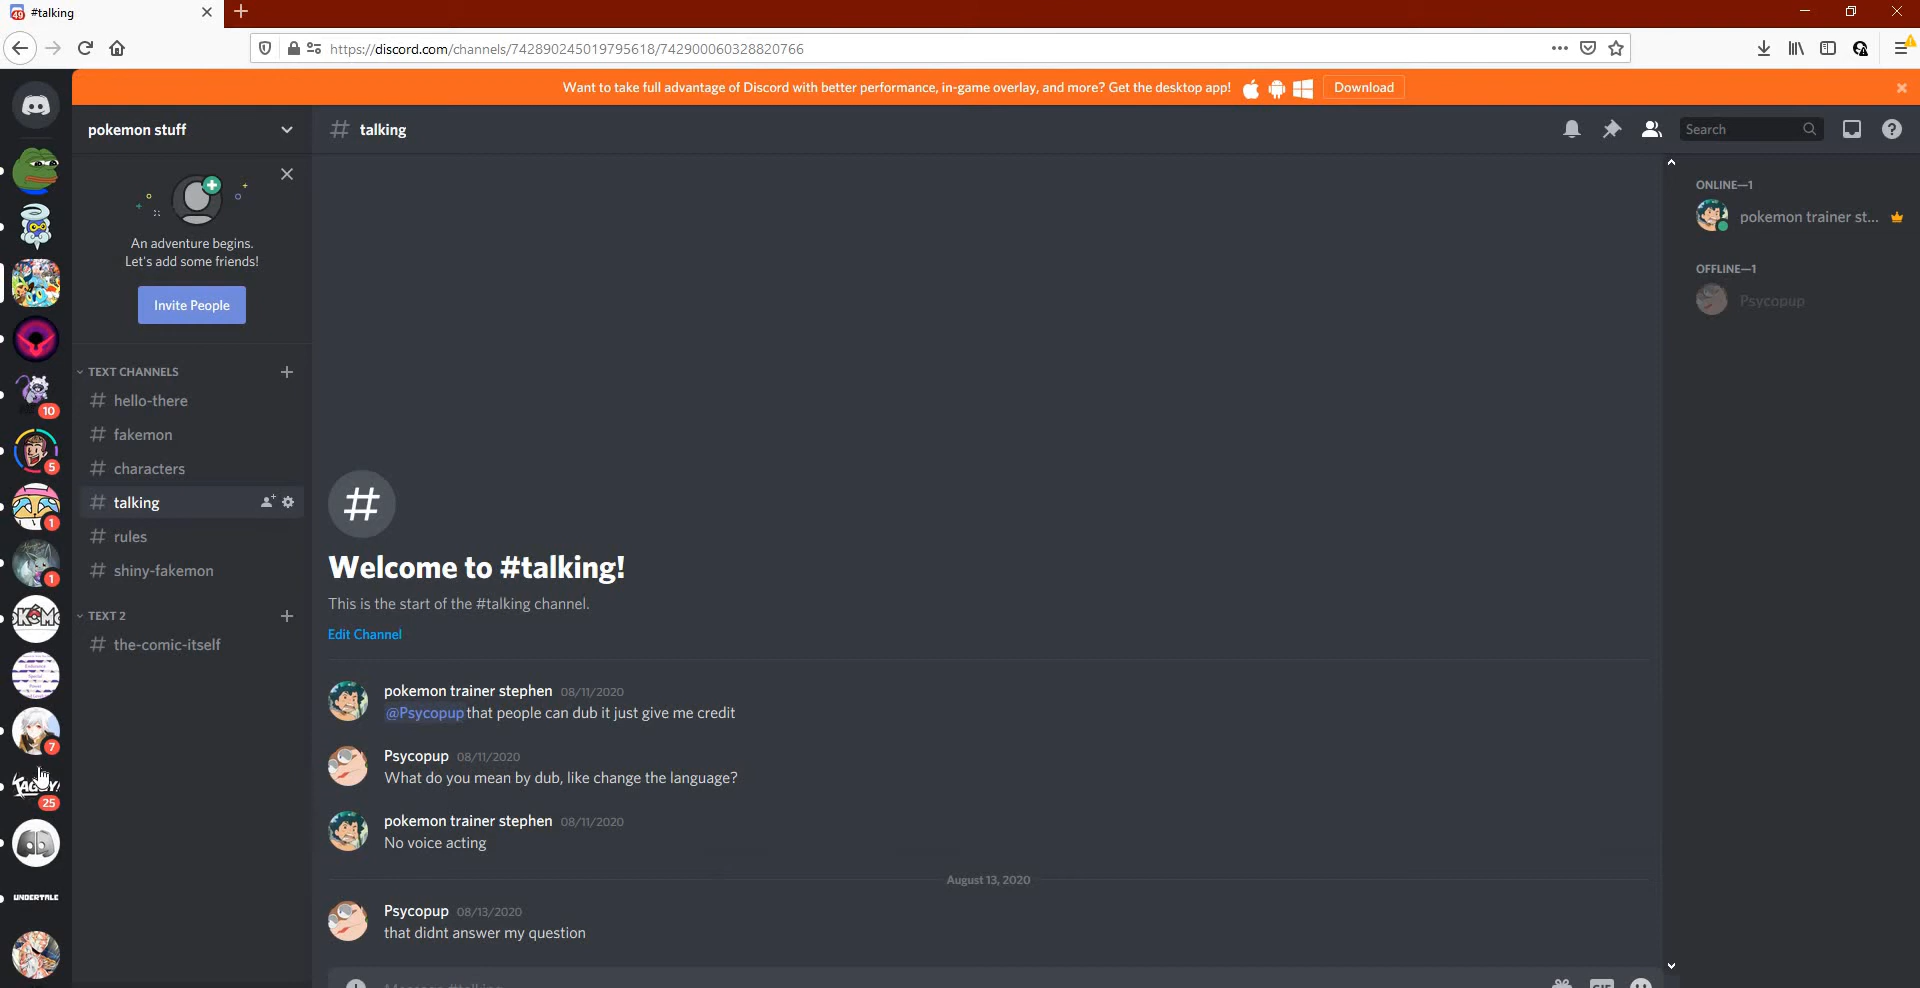 49
#talking
https://discord.com/channels/742890245019795618/742900060328820766
Want to take full advantage of Discord with better performance, in-game overlay, and more? Get the desktop app!
Download
pokemon stuff
talking
Search
An adventure begins.
Let's add some friends!
Invite People
TEXT CHANNELS
hello-there
fakemon
characters
talking
rules
shiny-fakemon
TEXT 2
the-comic-itself
10
5
1
1
7
25
UNDERTALE
Welcome to #talking!
This is the start of the #talking channel.
Edit Channel
pokemon trainer stephen 08/11/2020
@Psycopup that people can dub it just give me credit
Psycopup 08/11/2020
What do you mean by dub, like change the language?
pokemon trainer stephen 08/11/2020
No voice acting
August 13, 2020
Psycopup 08/13/2020
that didnt answer my question
ONLINE—1
pokemon trainer st...
OFFLINE—1
Psycopup